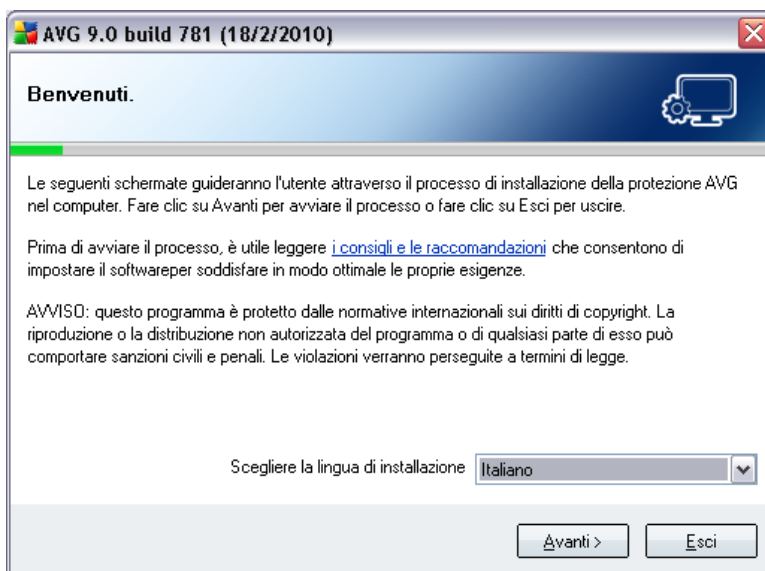 AVG 9.0 build 781 (18/2/2010)
Benvenuti.
Le seguenti schermate guideranno l'utente attraverso il processo di installazione della protezione AVG
nel computer. Fare clic su Avanti per avviare il processo o fare clic su Esci per uscire.
Prima di avviare il processo, è utile leggere i consigli e le raccomandazioni che consentono di
impostare il softwareper soddisfare in modo ottimale le proprie esigenze.
AVVISO: questo programma è protetto dalle normative internazionali sui diritti di copyright. La
riproduzione o la distribuzione non autorizzata del programma o di qualsiasi parte di esso può
comportare sanzioni civili e penali. Le violazioni verranno perseguite a termini di legge.
Scegliere la lingua di installazione Italiano
Avanti > Esci